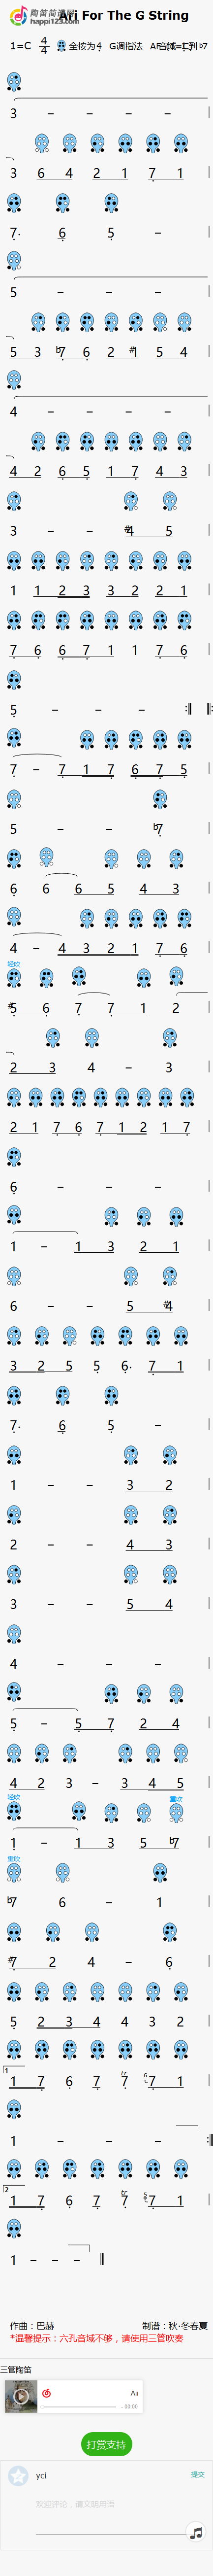 陶笛简谱网
happi123.com
Ari For The G String
1=C 4/4 全按为4 G调指法 AF 1=C 到 b7
3 – – – –
3 6 4 2 1 7 1
7· 6 5 –
5 – – –
5 3 b7 6 2 #1 5 4
4 – – – –
4 2 6 5 1 7 4 3
3 – – #4 5
1 1 2 3 3 2 2 1
7 6 6 7 1 1 7 6
5 – – –
7 – 7 1 7 6 7 5
5 – – b7
6 6 6 5 4 3
4 – 4 3 2 1 7 6
轻吹
#5 6 7 7 1 2
2 3 4 – 3
2 1 7 6 7 1 2 1 7
6 – – –
1 – 1 3 2 1
6 – – 5 #4
3 2 5 5 6· 7 1
7· 6 5 –
1 – – 3 2
2 – – 4 3
3 – – 5 4
4 – – –
5 – 5 7 2 4
4 2 3 – 3 4 5
轻吹 重吹
1 – 1 3 5 b7
重吹
b7 6 – 1
#7 2 4 – 6
5 2 3 4 4 3 2
1
1 7 6 7 7 7 1
1 – – –
2
1 7 6 7 7 7 1
1 – – –
作曲：巴赫 制谱：秋·冬春夏
*温馨提示：六孔音域不够，请使用三管吹奏
三管陶笛
Aii
- 00:00
打赏支持
ycj 提交
欢迎评论，请文明用语